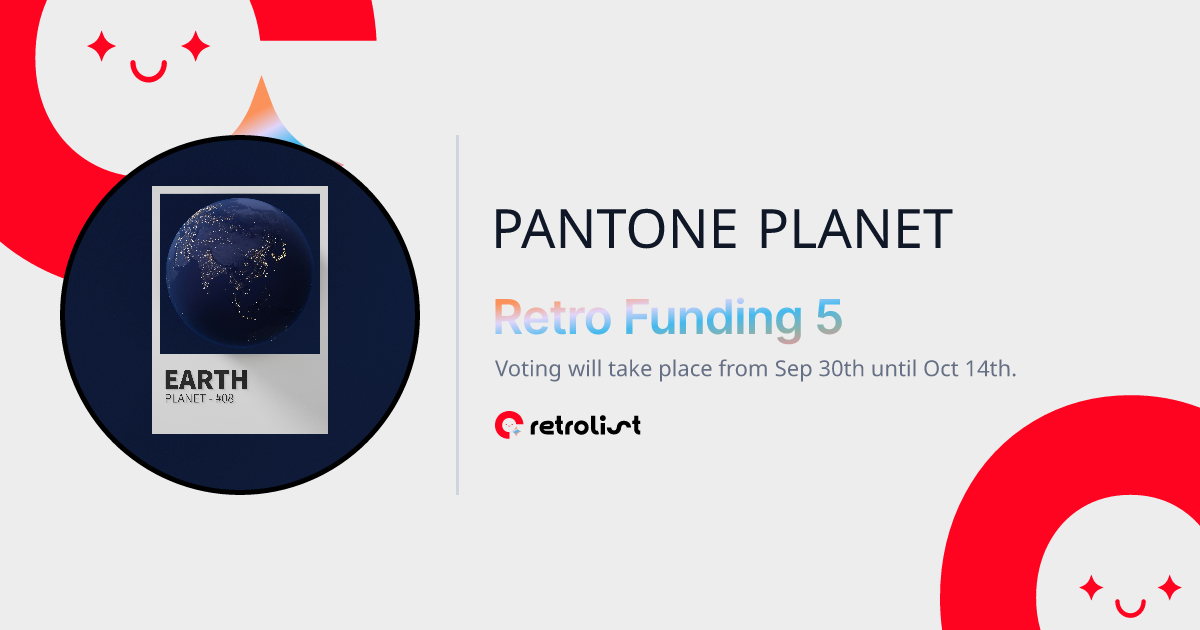 EARTH
PLANET - #08
PANTONE PLANET
Retro Funding 5
Voting will take place from Sep 30th until Oct 14th.
retrolist